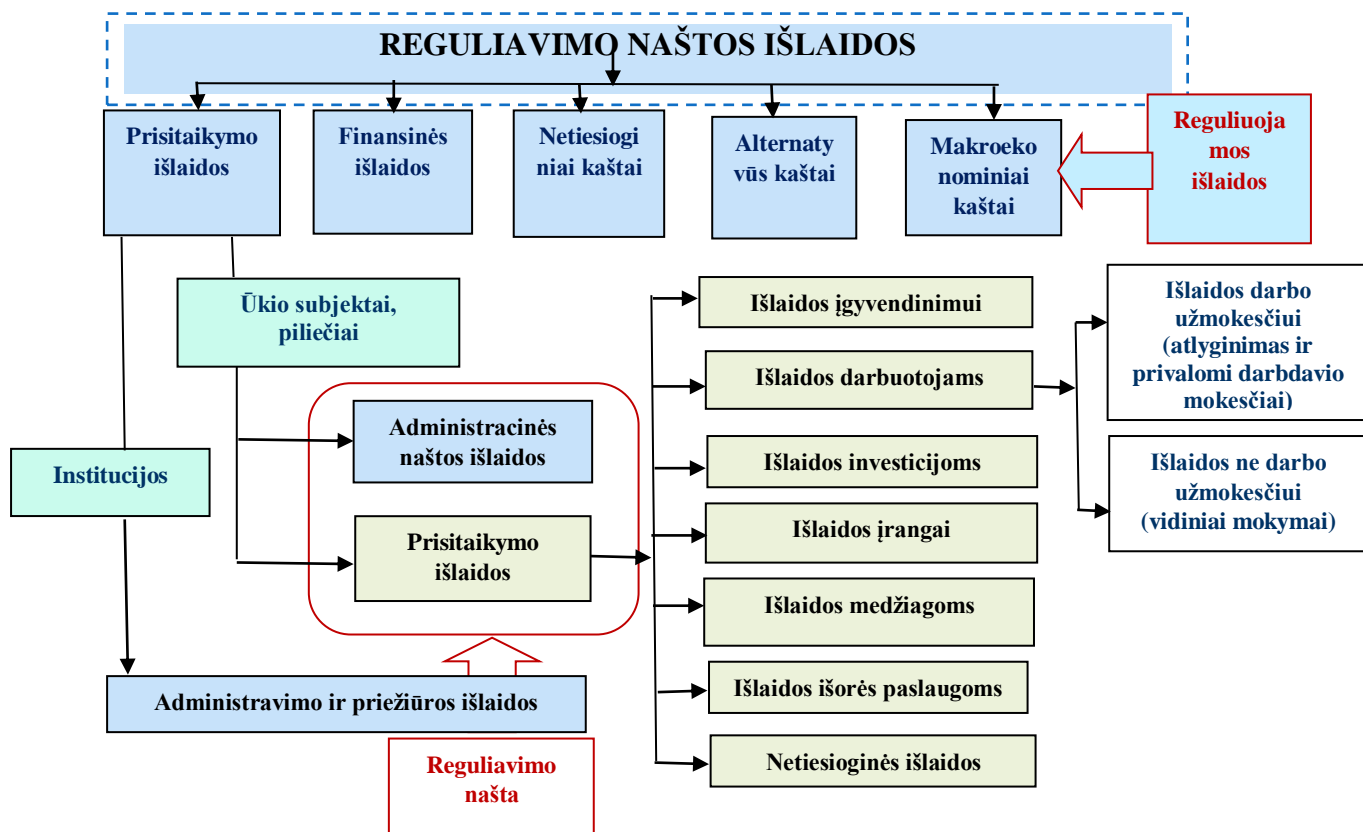 REGULIAVIMO NAŠTOS IŠLAIDOS
Prisitaikymo
išlaidos
Finansinės
išlaidos
Netiesiogi
niai kaštai
Alternaty
vūs kaštai
Makroeko
nominiai
kaštai
Reguliuoja
mos
išlaidos
Ūkio subjektai,
piliečiai
Institucijos
Administracinės
naštos išlaidos
Prisitaikymo
išlaidos
Administravimo ir priežiūros išlaidos
Reguliavimo
našta
Išlaidos įgyvendinimui
Išlaidos darbuotojams
Išlaidos investicijoms
Išlaidos įrangai
Išlaidos medžiagoms
Išlaidos išorės paslaugoms
Netiesioginės išlaidos
Išlaidos darbo
užmokesčiui
(atlyginimas ir
privalomi darbdavio
mokesčiai)
Išlaidos ne darbo
užmokesčiui
(vidiniai mokymai)